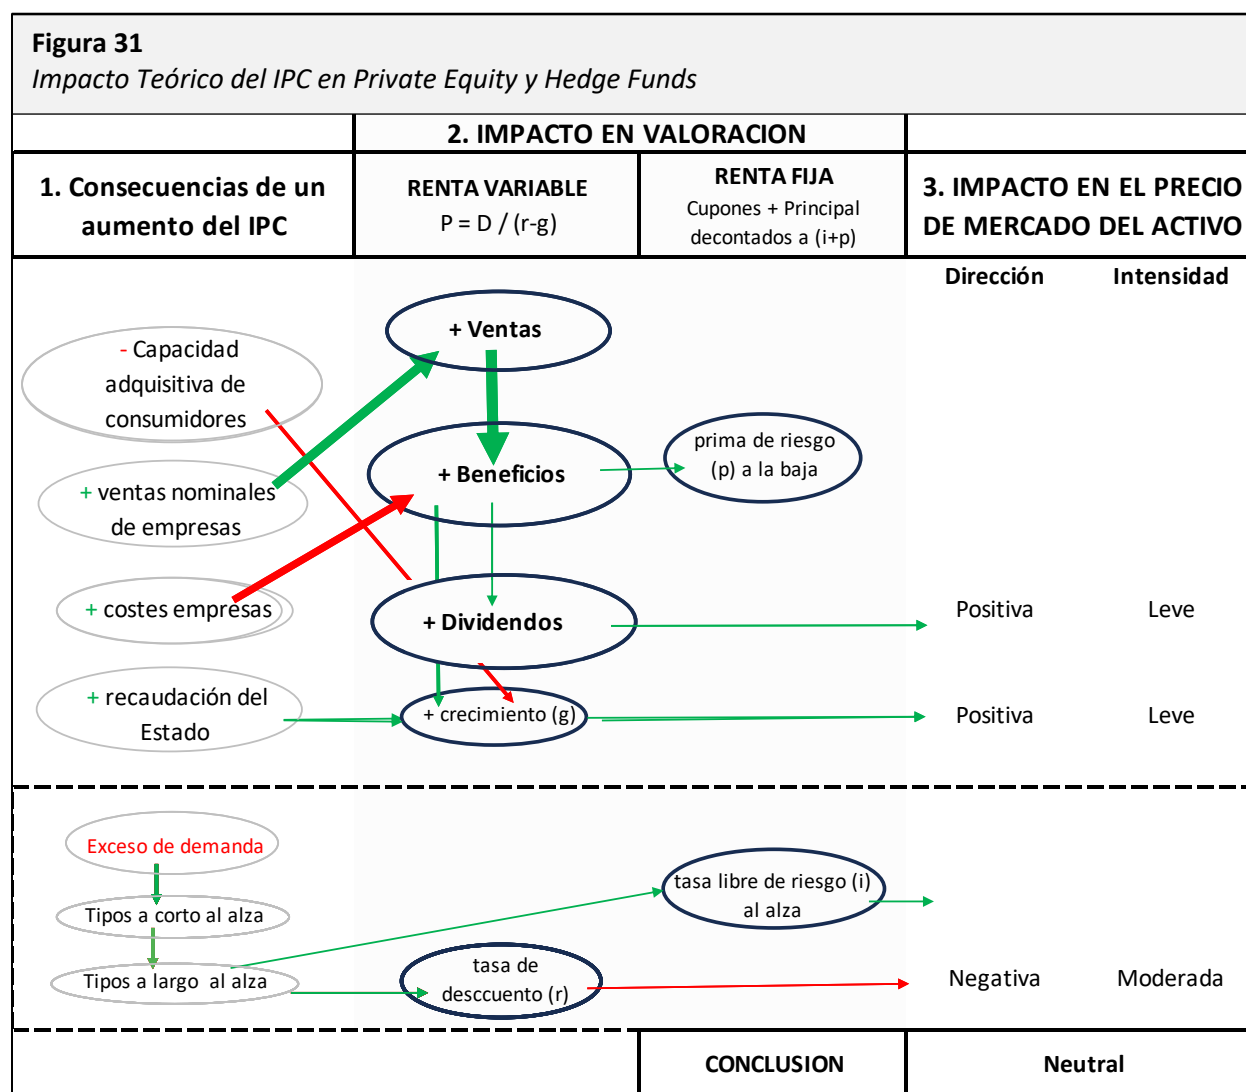 Figura 31
Impacto Teórico del IPC en Private Equity y Hedge Funds
2. IMPACTO EN VALORACION
1. Consecuencias de un
aumento del IPC
RENTA VARIABLE
P = D / (r-g)
RENTA FIJA
Cupones + Principal
decontados a (i+p)
3. IMPACTO EN EL PRECIO
DE MERCADO DEL ACTIVO
Dirección
Intensidad
+ Ventas
- Capacidad
adquisitiva de
consumidores
+ Beneficios
prima de riesgo
(p) a la baja
+ ventas nominales
de empresas
+ costes empresas
+ Dividendos
Positiva
Leve
+ recaudación del
Estado
+ crecimiento (g)
Positiva
Leve
Exceso de demanda
Tipos a corto al alza
tasa libre de riesgo (i)
al alza
Tipos a largo al alza
tasa de
desccuento (r)
Negativa
Moderada
CONCLUSION
Neutral